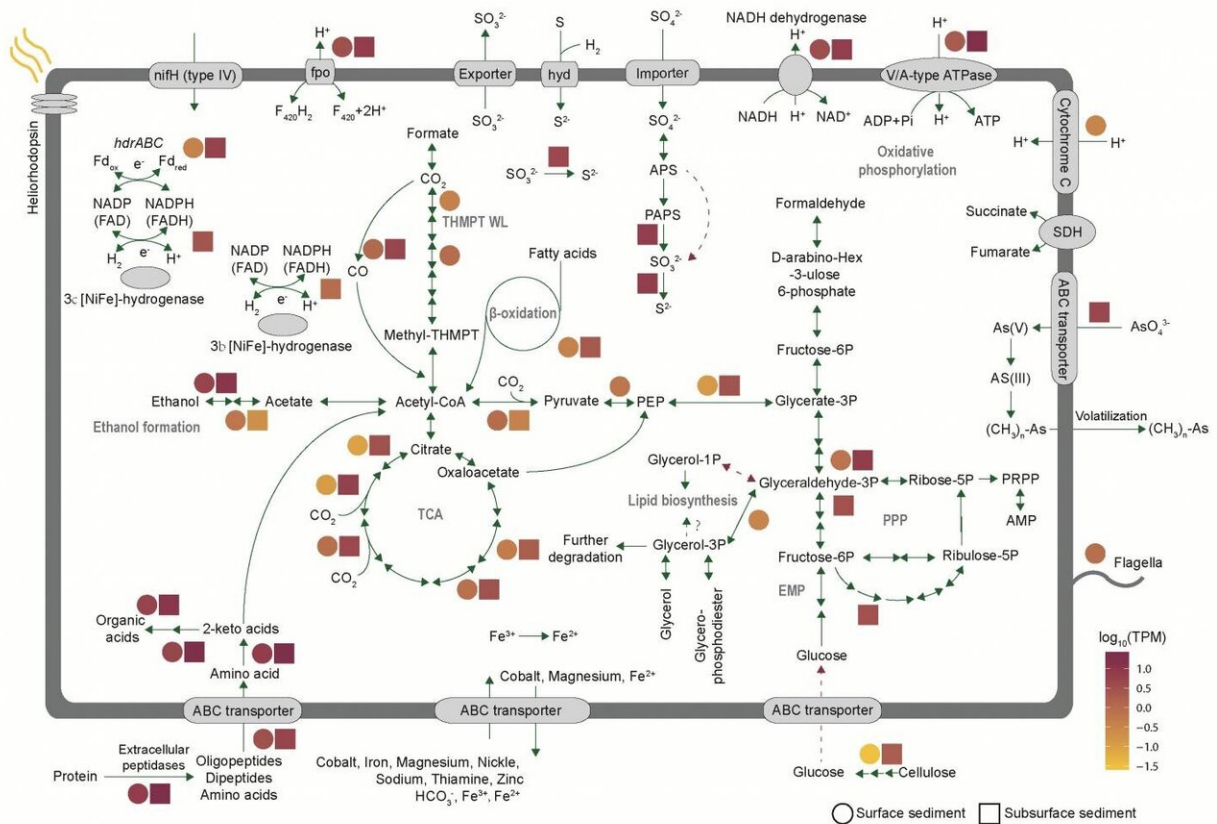 SO₃²⁻
S
SO₄²⁻
NADH dehydrogenase
H⁺
H⁺
H⁺
H₂
nifH (type IV)
fpo
Exporter
hyd
Importer
V/A-type ATPase
F₄₂₀H₂
F₄₂₀+2H⁺
SO₃²⁻
S²⁻
SO₄²⁻
NADH
H⁺
NAD⁺
ADP+Pi
H⁺
ATP
Oxidative
phosphorylation
Cytochrome C
H⁺
H⁺
Heliorhodopsin
hdrABC
Fdₒₓ
e⁻
Fd_red
NADP
(FAD)
NADPH
(FADH)
H₂
e⁻
H⁺
3c [NiFe]-hydrogenase
NADP
(FAD)
NADPH
(FADH)
H₂
e⁻
H⁺
3b [NiFe]-hydrogenase
Formate
CO₂
THMPT WL
CO
Methyl-THMPT
SO₃²⁻
S²⁻
APS
PAPS
SO₃²⁻
S²⁻
Fatty acids
β-oxidation
Formaldehyde
D-arabino-Hex
-3-ulose
6-phosphate
Fructose-6P
Succinate
Fumarate
SDH
ABC transporter
As(V)
AsO₄³⁻
AS(III)
Volatilization
(CH₃)ₙ-As
(CH₃)ₙ-As
Ethanol
Acetate
Acetyl-CoA
CO₂
Pyruvate
PEP
Glycerate-3P
Ethanol formation
Citrate
Oxaloacetate
TCA
CO₂
CO₂
Glycerol-1P
Lipid biosynthesis
?
Glyceraldehyde-3P
Ribose-5P
PRPP
PPP
AMP
Further
degradation
Glycerol-3P
Fructose-6P
Ribulose-5P
EMP
Glycerol
Glycero-
phosphodiester
Flagella
Organic
acids
2-keto acids
Amino acid
Fe³⁺
Fe²⁺
Glucose
Cobalt, Magnesium, Fe²⁺
ABC transporter
ABC transporter
ABC transporter
Protein
Extracellular
peptidases
Oligopeptides
Dipeptides
Amino acids
Cobalt, Iron, Magnesium, Nickle,
Sodium, Thiamine, Zinc
HCO₃⁻, Fe³⁺, Fe²⁺
Glucose
Cellulose
log₁₀(TPM)
1.0
0.5
0.0
−0.5
−1.0
−1.5
Surface sediment
Subsurface sediment